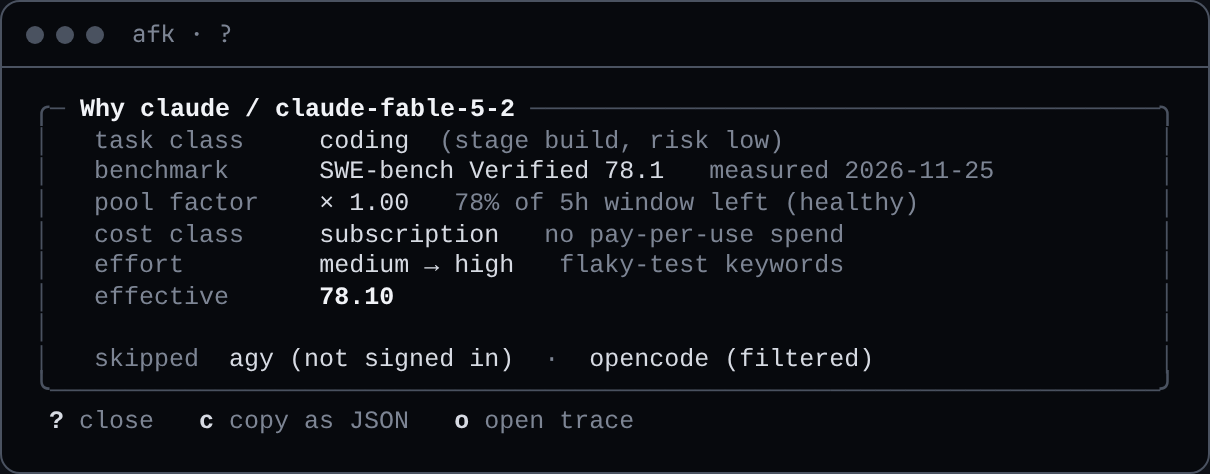 afk · ?
Why claude / claude-fable-5-2
task class coding (stage build, risk low)
benchmark SWE-bench Verified 78.1 measured 2026-11-25
pool factor × 1.00 78% of 5h window left (healthy)
cost class subscription no pay-per-use spend
effort medium → high flaky-test keywords
effective 78.10
skipped agy (not signed in) · opencode (filtered)
? close c copy as JSON o open trace